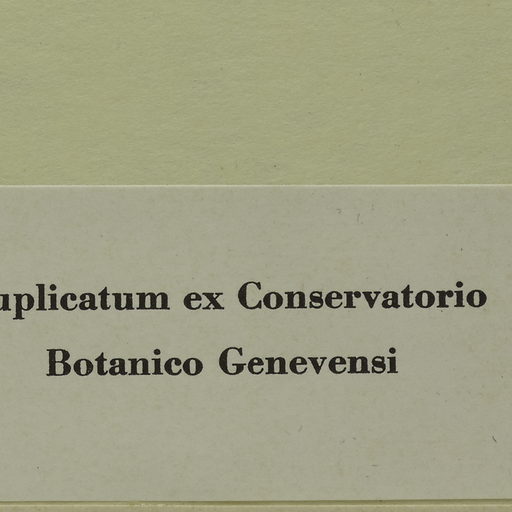 uplicatum ex Conservatorio
Botanico Genevensi